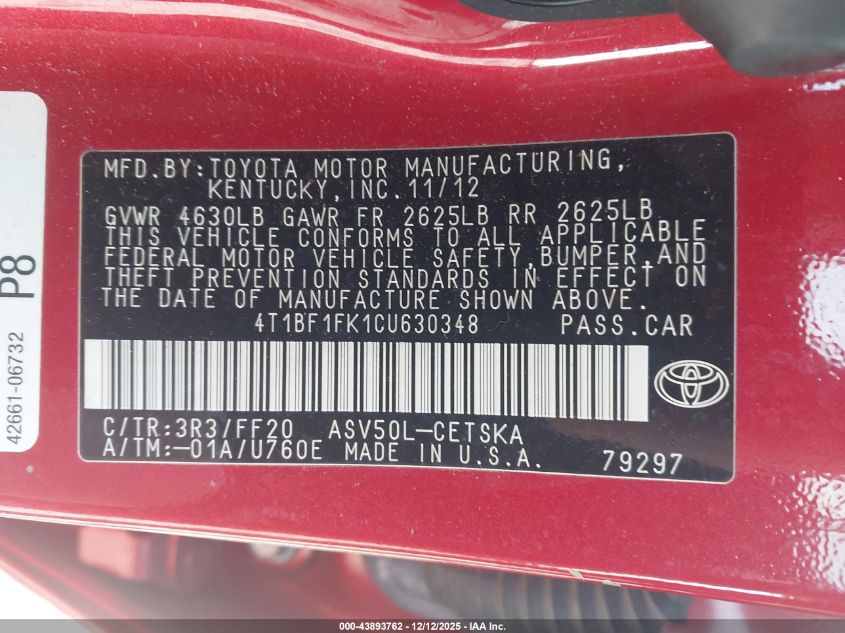 MFD.BY:TOYOTA MOTOR MANUFACTURING,
KENTUCKY,INC.11/12
GVWR 4630LB GAWR FR 2625LB RR 2625LB
THIS VEHICLE CONFORMS TO ALL APPLICABLE
FEDERAL MOTOR VEHICLE SAFETY,BUMPER,AND
THEFT PREVENTION STANDARDS IN EFFECT ON
THE DATE OF MANUFACTURE SHOWN ABOVE.
4T1BF1FK1CU630348 PASS.CAR
C/TR:3R3/FF20 ASV50L-CETSKA
A/TM:-01A/U760E MADE IN U.S.A. 79297
42661-06732 P8
000-43893762 - 12/12/2025 - IAA Inc.